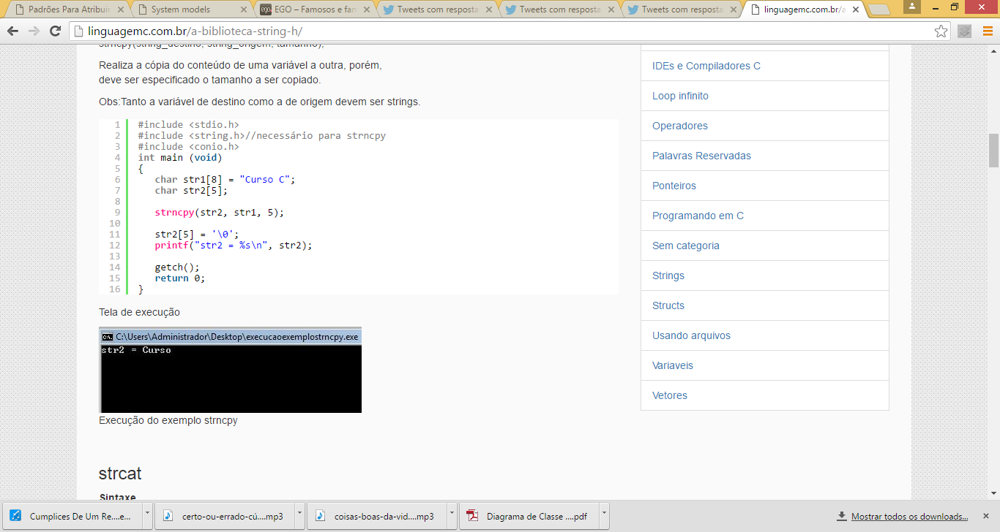 Padrões Para Atribuir
System models
EGO – Famosos e fam
Tweets com resposta
Tweets com resposta
Tweets com resposta
linguagemc.com.br/a
linguagemc.com.br/a-biblioteca-string-h/
strncpy(string_destino, string_origem, tamanho);
Realiza a cópia do conteúdo de uma variável a outra, porém,
deve ser especificado o tamanho a ser copiado.
Obs:Tanto a variável de destino como a de origem devem ser strings.
1 #include <stdio.h>
2 #include <string.h>//necessário para strncpy
3 #include <conio.h>
4 int main (void)
5 {
6 char str1[8] = "Curso C";
7 char str2[5];
8
9 strncpy(str2, str1, 5);
10
11 str2[5] = '\0';
12 printf("str2 = %s\n", str2);
13
14 getch();
15 return 0;
16 }
Tela de execução
C:\Users\Administrador\Desktop\execucaoexemplostrncpy.exe
str2 = Curso
Execução do exemplo strncpy
strcat
Sintaxe
IDEs e Compiladores C
Loop infinito
Operadores
Palavras Reservadas
Ponteiros
Programando em C
Sem categoria
Strings
Structs
Usando arquivos
Variaveis
Vetores
Cumplices De Um Re....e...
certo-ou-errado-cú....mp3
coisas-boas-da-vid....mp3
Diagrama de Classe ....pdf
Mostrar todos os downloads...